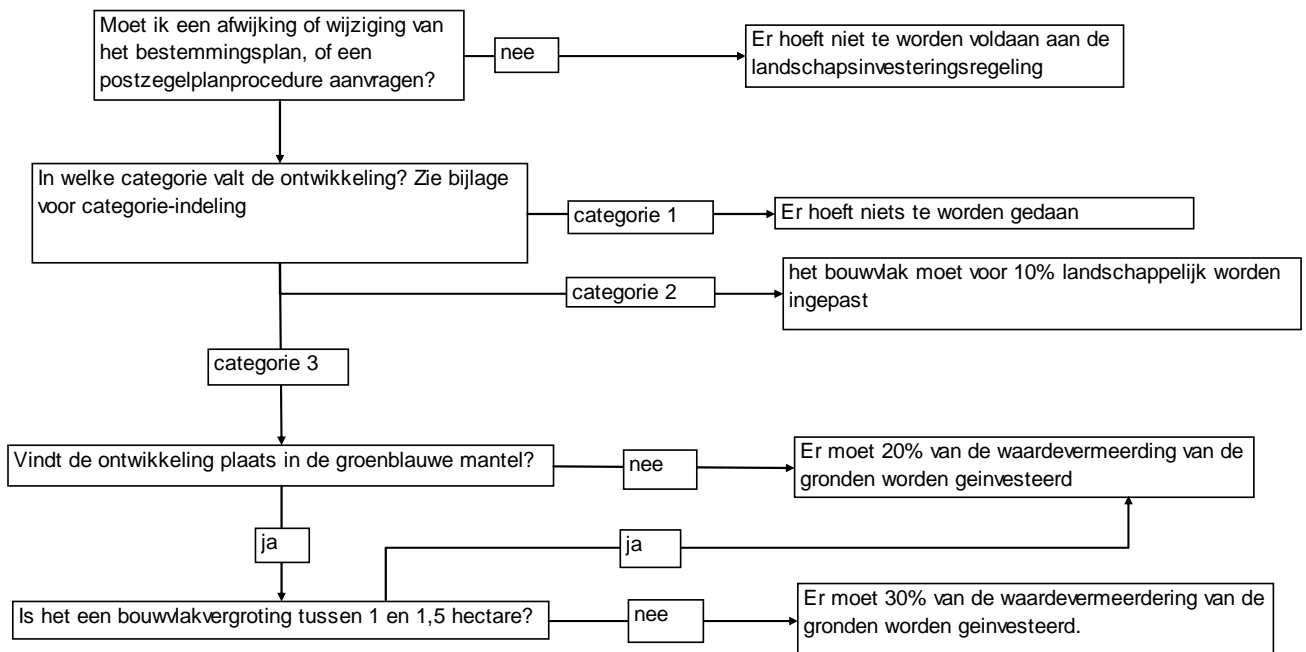 Moet ik een afwijking of wijziging van
het bestemmingsplan, of een
postzegelplanprocedure aanvragen?
nee
Er hoeft niet te worden voldaan aan de
landschapsinvesteringsregeling
In welke categorie valt de ontwikkeling? Zie bijlage
voor categorie-indeling
categorie 1
Er hoeft niets te worden gedaan
categorie 2
het bouwvlak moet voor 10% landschappelijk worden
ingepast
categorie 3
Vindt de ontwikkeling plaats in de groenblauwe mantel?
nee
Er moet 20% van de waardevermeerding van de
gronden worden geinvesteerd
ja
ja
Is het een bouwvlakvergroting tussen 1 en 1,5 hectare?
nee
Er moet 30% van de waardevermeerdering van de
gronden worden geinvesteerd.